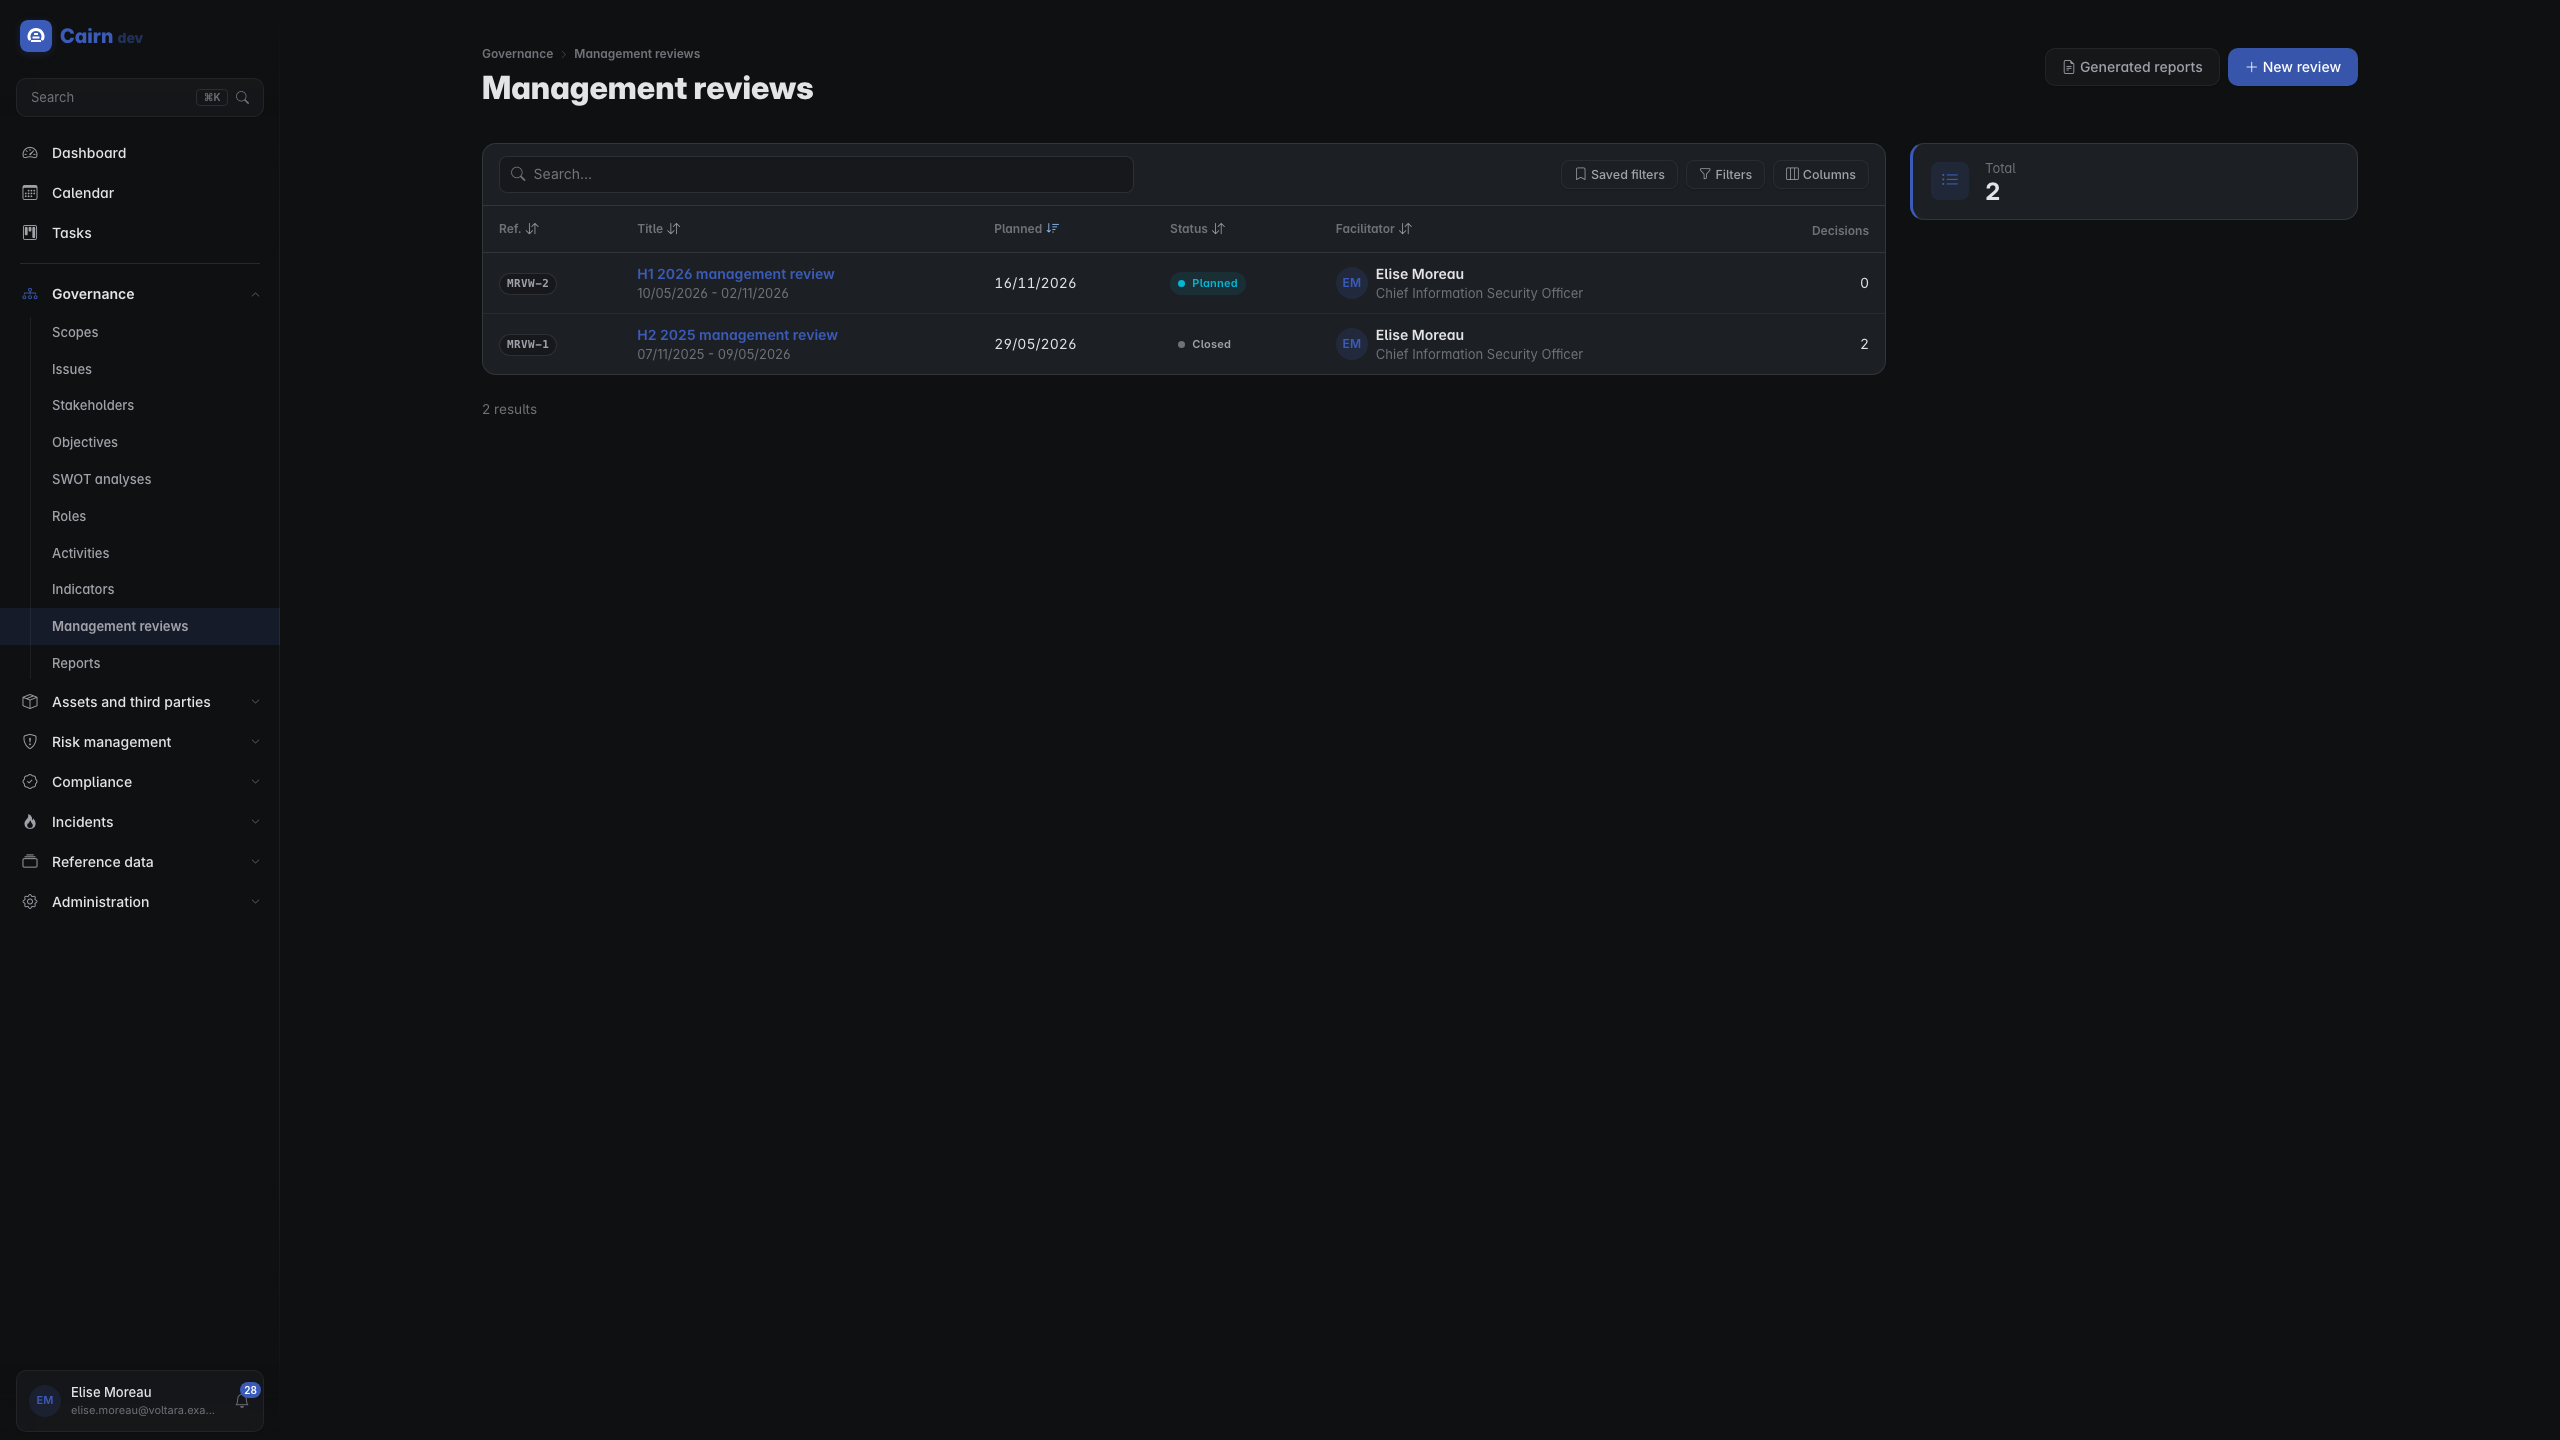 Cairn dev
Search ⌘K
Dashboard
Calendar
Tasks
Governance
Scopes
Issues
Stakeholders
Objectives
SWOT analyses
Roles
Activities
Indicators
Management reviews
Reports
Assets and third parties
Risk management
Compliance
Incidents
Reference data
Administration
EM Elise Moreau
elise.moreau@voltara.exa...
28
Governance > Management reviews
Management reviews
Generated reports
+ New review
Search...
Saved filters Filters Columns
Ref. Title Planned Status Facilitator Decisions
MRVW-2 H1 2026 management review 16/11/2026 Planned EM Elise Moreau 0
10/05/2026 - 02/11/2026 Chief Information Security Officer
MRVW-1 H2 2025 management review 29/05/2026 Closed EM Elise Moreau 2
07/11/2025 - 09/05/2026 Chief Information Security Officer
2 results
Total
2